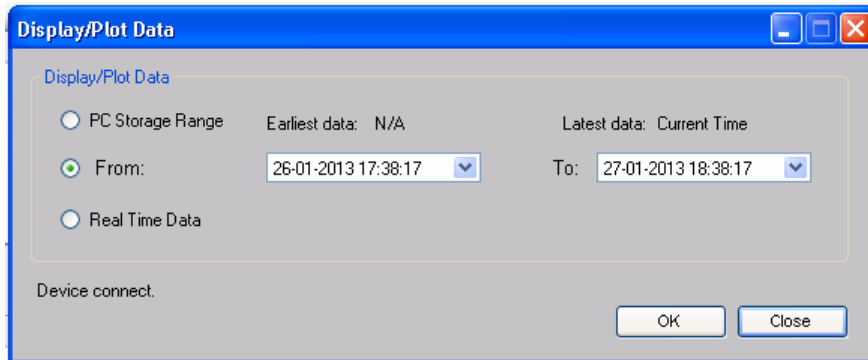 Display/Plot Data
Display/Plot Data
PC Storage Range Earliest data: N/A Latest data: Current Time
From: 26-01-2013 17:38:17 To: 27-01-2013 18:38:17
Real Time Data
Device connect.
OK Close